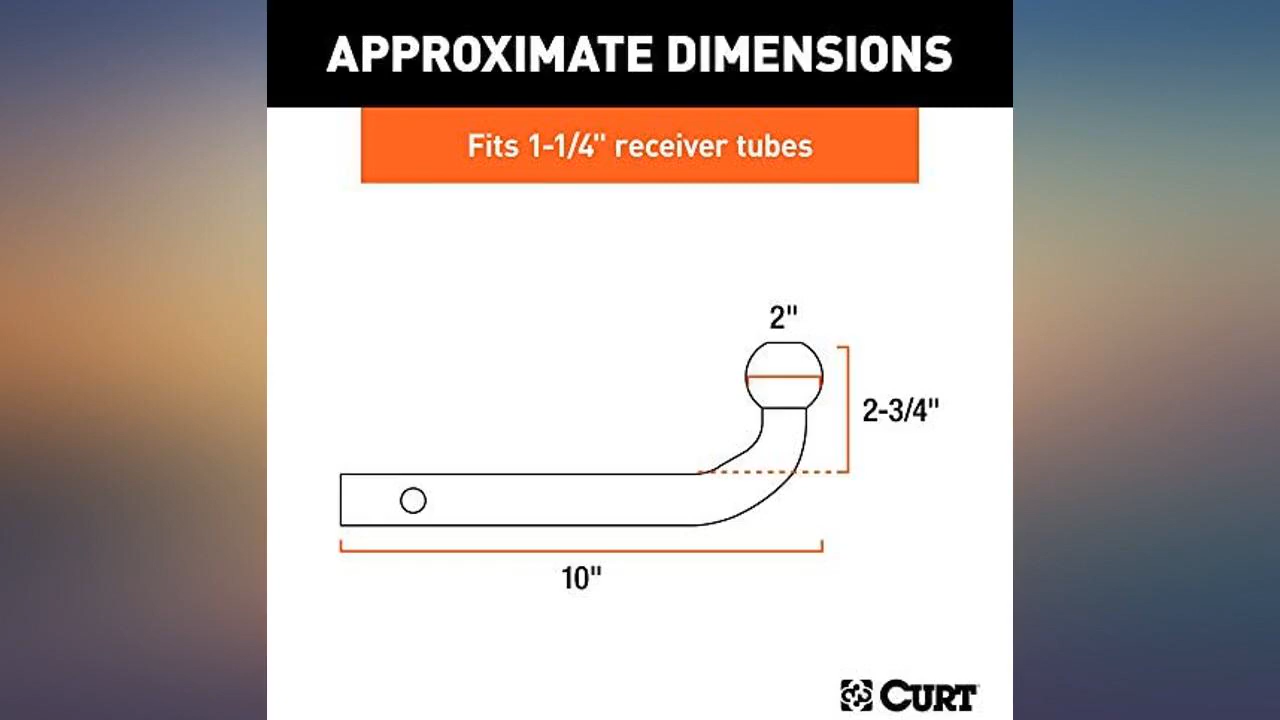 APPROXIMATE DIMENSIONS
Fits 1-1/4" receiver tubes
2"
2-3/4"
10"
CURT